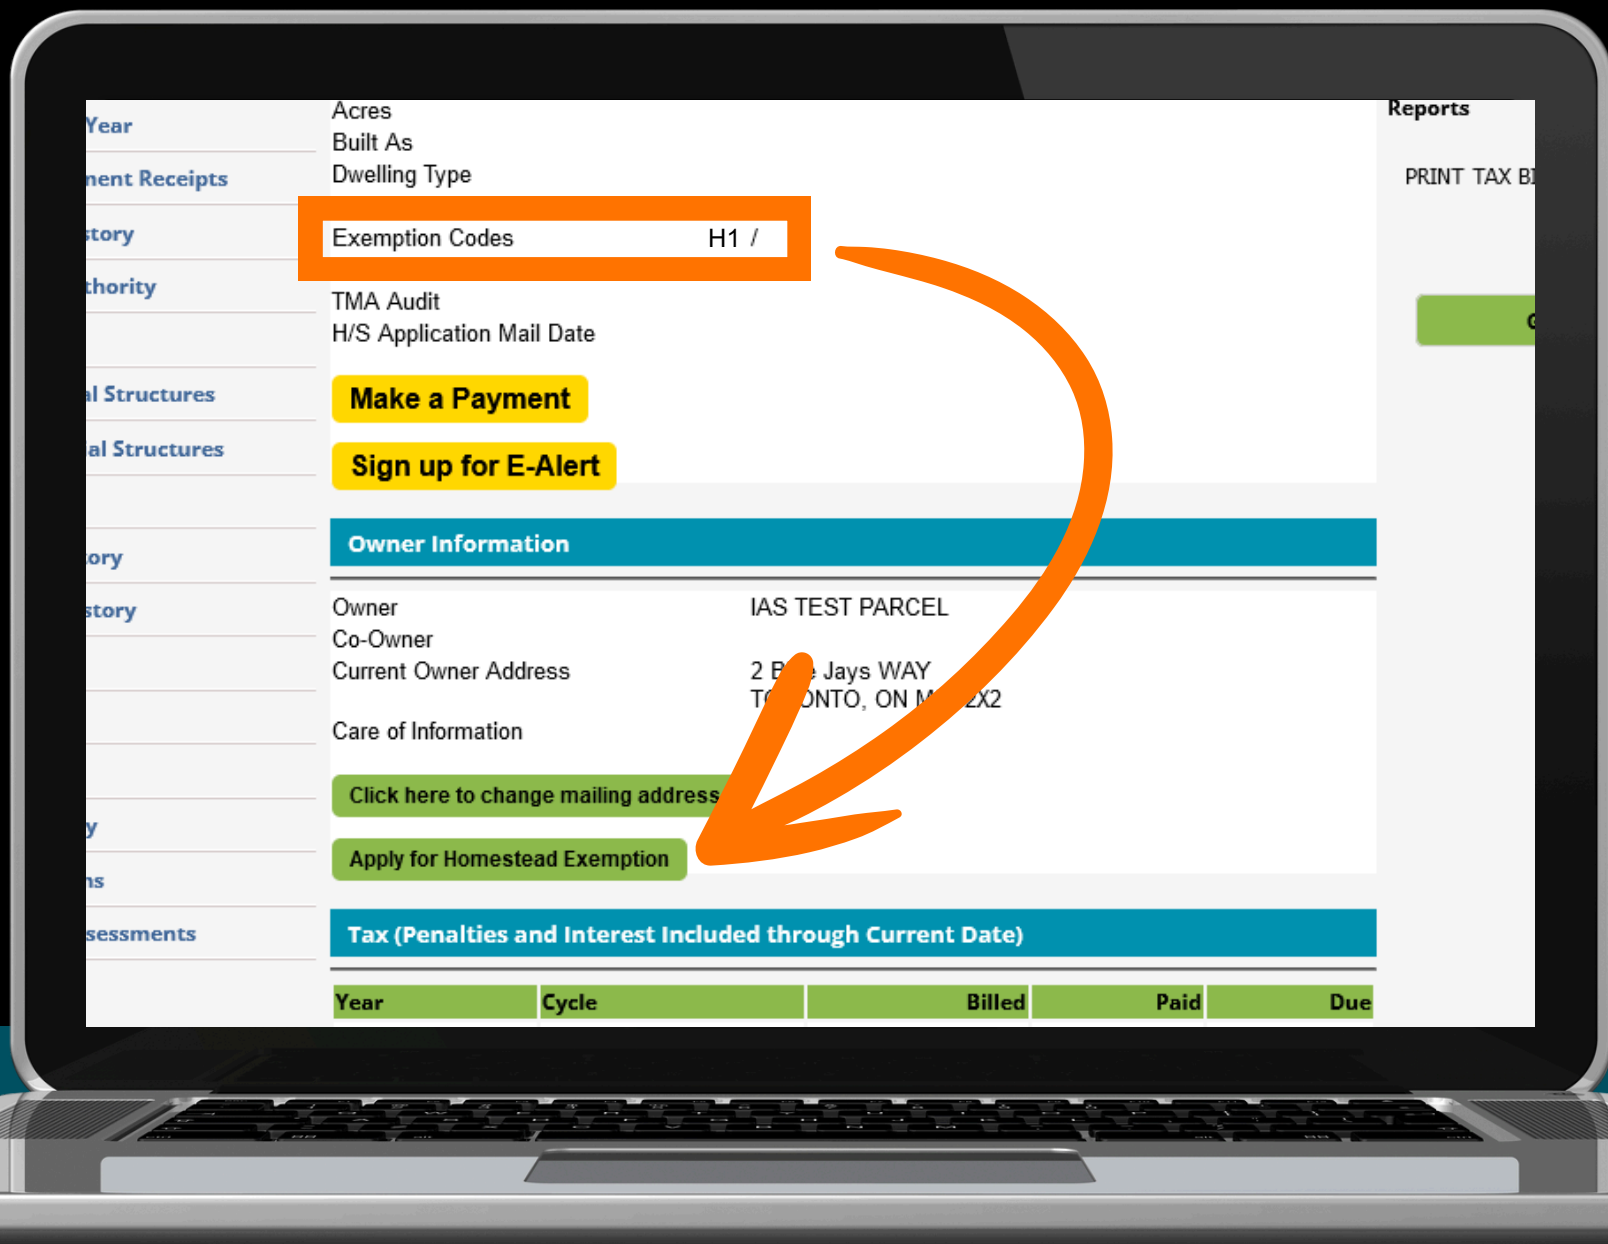 Year
nent Receipts
story
thority
al Structures
ial Structures
tory
story
y
ns
sessments
Acres
Built As
Dwelling Type
Exemption Codes H1 /
TMA Audit
H/S Application Mail Date
Make a Payment
Sign up for E-Alert
Owner Information
Owner IAS TEST PARCEL
Co-Owner
Current Owner Address 2 Jays WAY
ON 2X2
Care of Information
Click here to change mailing address
Apply for Homestead Exemption
Tax (Penalties and Interest Included through Current Date)
Year Cycle Billed Paid Due
Reports
PRINT TAX